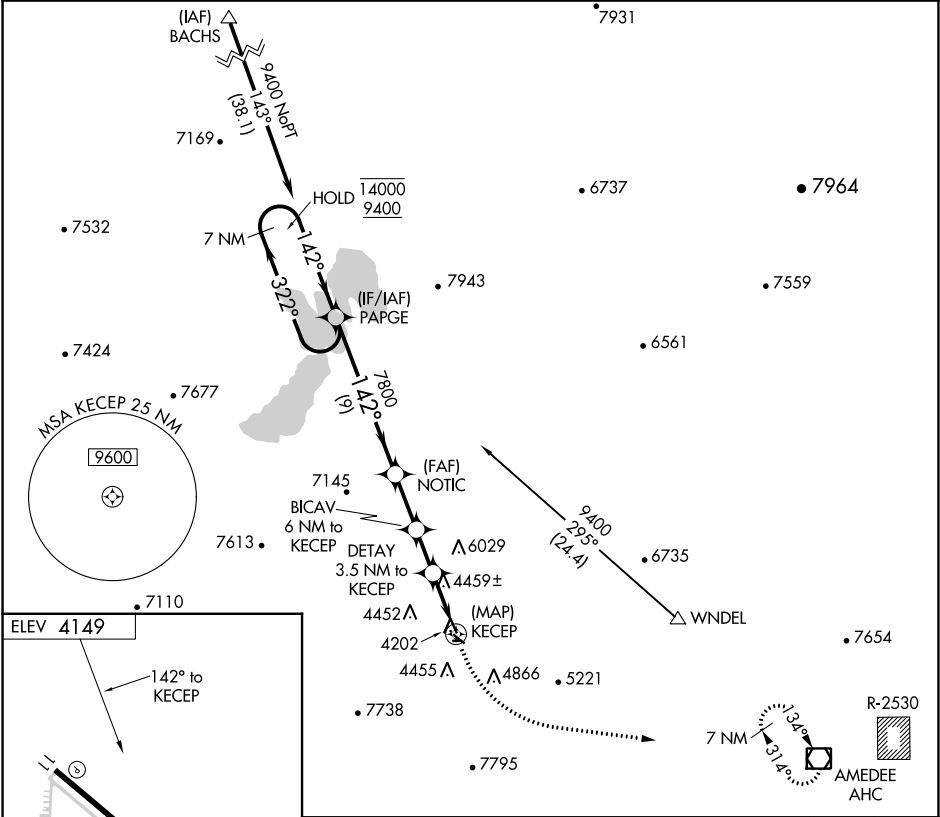 (IAF)
BACHS
7931
9400 NoPT
143°
(38.1)
7169
HOLD 14000
9400
6737
7964
7532
7 NM
142°
322°
7943
7559
(IF/IAF)
PAPGE
6561
7424
7677
7800
142°
(9)
MSA KECEP 25 NM
9600
(FAF)
NOTIC
7145
BICAV
6 NM to
KECEP
9400
295°
(24.4)
7613
6029
6735
DETAY
3.5 NM to
KECEP
4459±
7110
4452
(MAP)
KECEP
WNDEL
4202
7654
ELEV 4149
142° to
KECEP
4455
4866
5221
7738
R-2530
134°
7 NM
314°
7795
AMEDEE
AHC
11
P